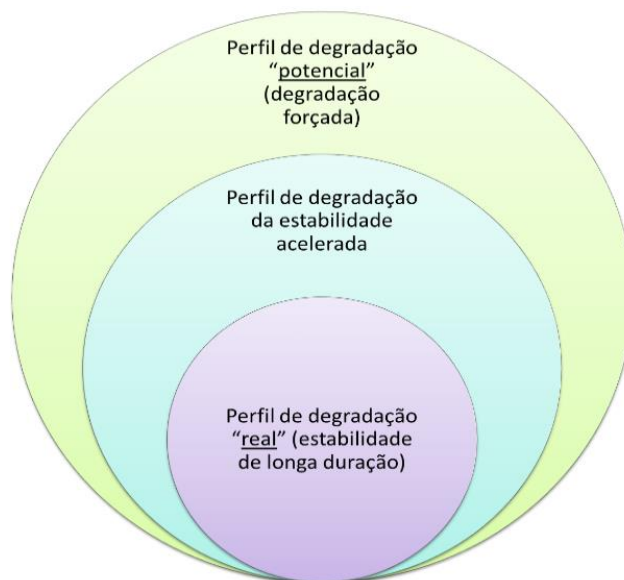 Perfil de degradação
“potencial”
(degradação
forçada)
Perfil de degradação
da estabilidade
acelerada
Perfil de degradação
“real” (estabilidade
de longa duração)